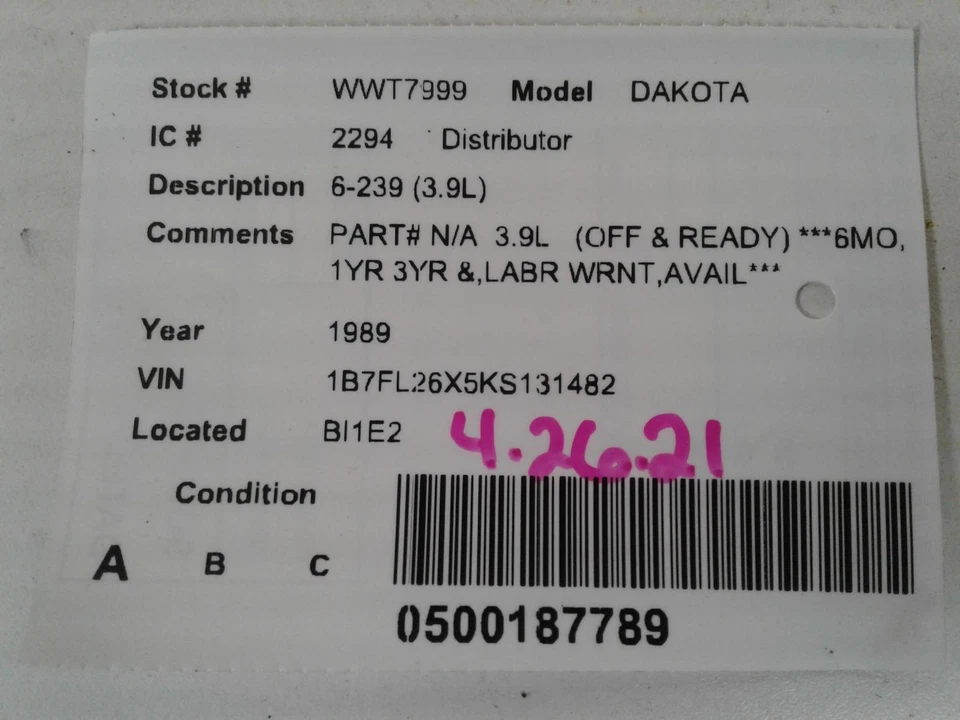 Stock # WWT7999 Model DAKOTA
IC # 2294 Distributor
Description 6-239 (3.9L)
Comments PART# N/A 3.9L (OFF & READY) ***6MO,
1YR 3YR &,LABR WRNT,AVAIL***
Year 1989
VIN 1B7FL26X5KS131482
Located BI1E2 4.26.21
Condition
A B C
0500187789